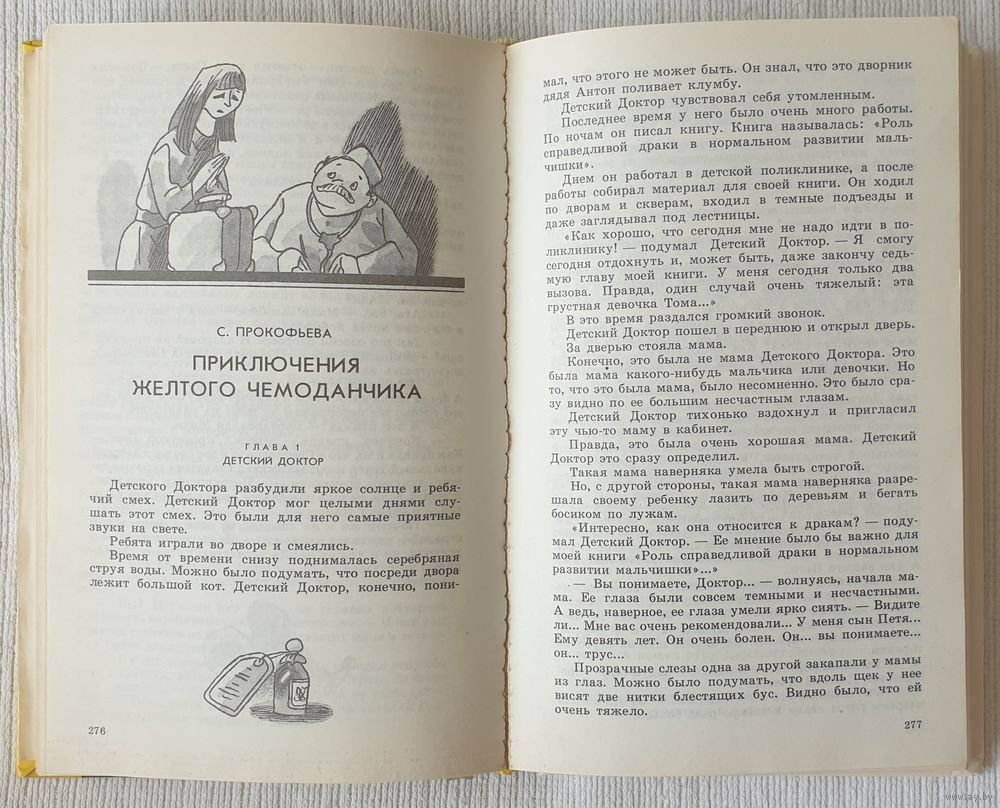 С. ПРОКОФЬЕВА
ПРИКЛЮЧЕНИЯ
ЖЕЛТОГО ЧЕМОДАНЧИКА
ГЛАВА 1
ДЕТСКИЙ ДОКТОР
Детского Доктора разбудили яркое солнце и ребя-
чий смех. Детский Доктор мог целыми днями слу-
шать этот смех. Это были для него самые приятные
звуки на свете.
Ребята играли во дворе и смеялись.
Время от времени снизу поднималась серебряная
струя воды. Можно было подумать, что посреди двора
лежит большой кот. Детский Доктор, конечно, пони-
276
мал, что этого не может быть. Он знал, что это дворник
дядя Антон поливает клумбу.
Детский Доктор чувствовал себя утомленным.
Последнее время у него было очень много работы.
По ночам он писал книгу. Книга называлась: «Роль
справедливой драки в нормальном развитии маль-
чишки».
Днем он работал в детской поликлинике, а после
работы собирал материал для своей книги. Он ходил
по дворам и скверам, входил в темные подъезды и
даже заглядывал под лестницы.
«Как хорошо, что сегодня мне не надо идти в по-
ликлинику! — подумал Детский Доктор. — Я смогу
сегодня отдохнуть и, может быть, даже закончу седь-
мую главу моей книги. У меня сегодня только два
вызова. Правда, один случай очень тяжелый: эта
грустная девочка Тома...»
В это время раздался громкий звонок.
Детский Доктор пошел в переднюю и открыл дверь.
За дверью стояла мама.
Конечно, это была не мама Детского Доктора. Это
была мама какого-нибудь мальчика или девочки. Но
то, что это была мама, было несомненно. Это было сра-
зу видно по ее большим несчастным глазам.
Детский Доктор тихонько вздохнул и пригласил
эту чью-то маму в кабинет.
Правда, это была очень хорошая мама. Детский
Доктор это сразу определил.
Такая мама наверняка умела быть строгой.
Но, с другой стороны, такая мама наверняка разре-
шала своему ребенку лазить по деревьям и бегать
босиком по лужам.
«Интересно, как она относится к дракам? — поду-
мал Детский Доктор. — Ее мнение было бы важно для
моей книги «Роль справедливой драки в нормальном
развитии мальчишки»...»
— Вы понимаете, Доктор... — волнуясь, начала ма-
ма. Ее глаза были совсем темными и несчастными.
А ведь, наверное, ее глаза умели ярко сиять. — Видите
ли... Мне вас очень рекомендовали... У меня сын Петя...
Ему девять лет. Он очень болен. Он... вы понимаете...
он... трус...
Прозрачные слезы одна за другой закапали у мамы
из глаз. Можно было подумать, что вдоль щек у нее
висят две нитки блестящих бус. Видно было, что ей
очень тяжело.
277
www.ay.by